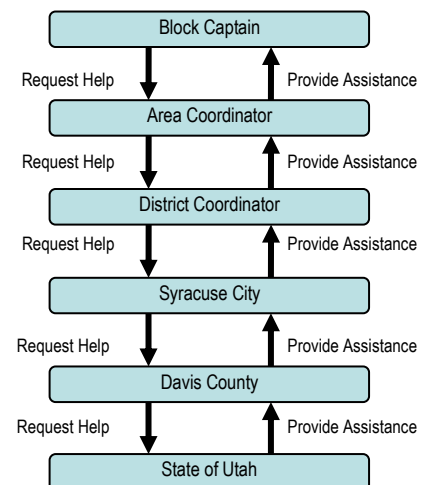 Block Captain
Request Help Provide Assistance
Area Coordinator
Request Help Provide Assistance
District Coordinator
Request Help Provide Assistance
Syracuse City
Request Help Provide Assistance
Davis County
Request Help Provide Assistance
State of Utah